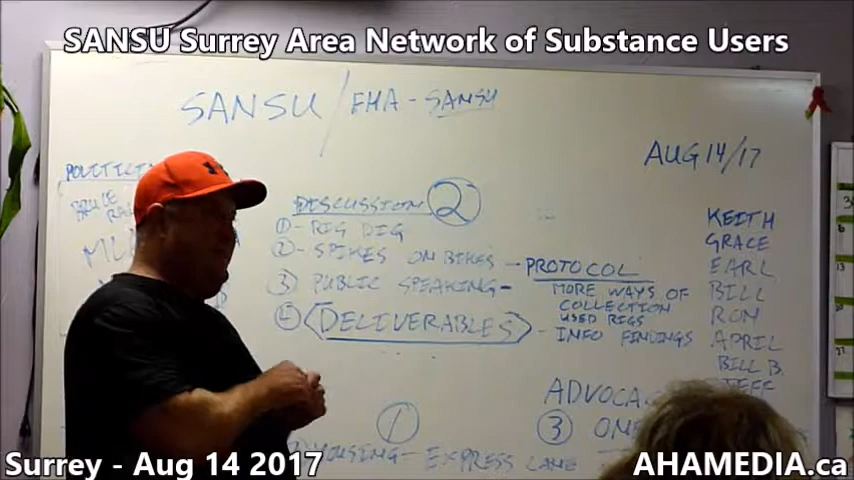 SANSU Surrey Area Network of Substance Users
SANSU / FHA - SANSU
AUG 14/17
DISCUSSION 2
① - RIG DIG
② - SPIKES ON BIKES - PROTOCOL
③ PUBLIC SPEAKING -
MORE WAYS OF
COLLECTION
USED RIGS
④ <DELIVERABLES> - INFO FINDINGS
KEITH
GRACE
EARL
BILL
RON
APRIL
BILL B.
JEFF
①
HOUSING - EXPRESS LANE
③
Surrey - Aug 14 2017
AHAMEDIA.ca